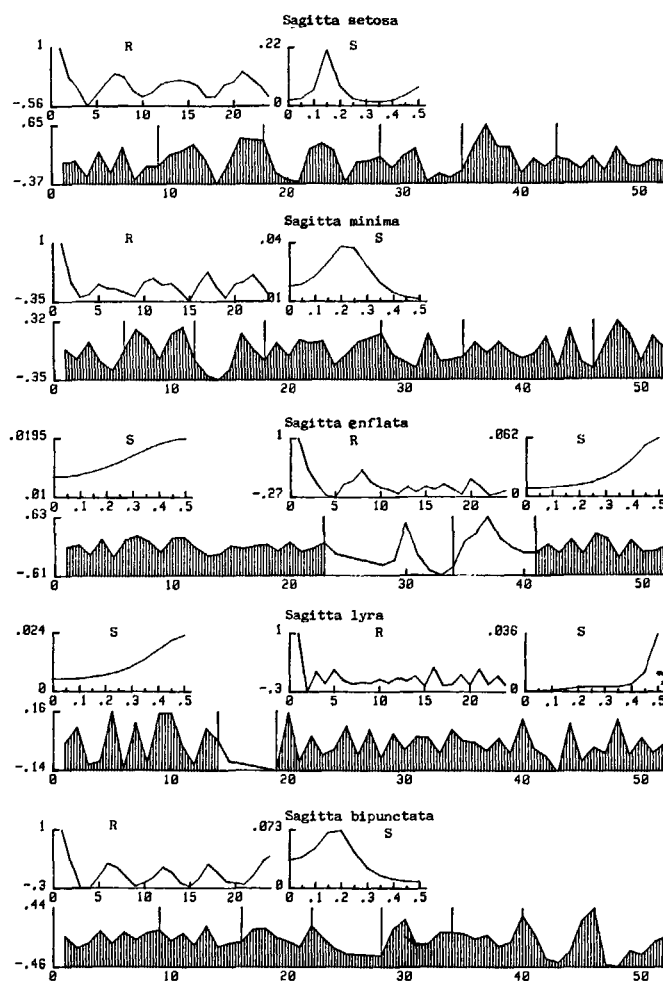 Sagitta setosa
1 R .22 S
-.56 0
0 5 10 15 20 0 .1 .2 .3 .4 .5
.65
-.37
0 10 20 30 40 50
Sagitta minima
1 R .04 S
-.35 .01
0 5 10 15 20 0 .1 .2 .3 .4 .5
.32
-.35
0 10 20 30 40 50
Sagitta enflata
.0195 S 1 R .062 S
.01 -.27 0
0 .1 .2 .3 .4 .5 0 5 10 15 20 0 .1 .2 .3 .4 .5
.63
-.61
0 10 30 40 50
Sagitta lyra
.024 S 1 R .036 S
0 -.3 0
0 .1 .2 .3 .4 .5 0 5 10 15 20 0 .1 .2 .3 .4 .5
.16
-.14
0 10 20 30 40 50
Sagitta bipunctata
1 R .073 S
-.3 0
0 5 10 15 20 0 .1 .2 .3 .4 .5
.44
-.46
0 10 20 30 40 50